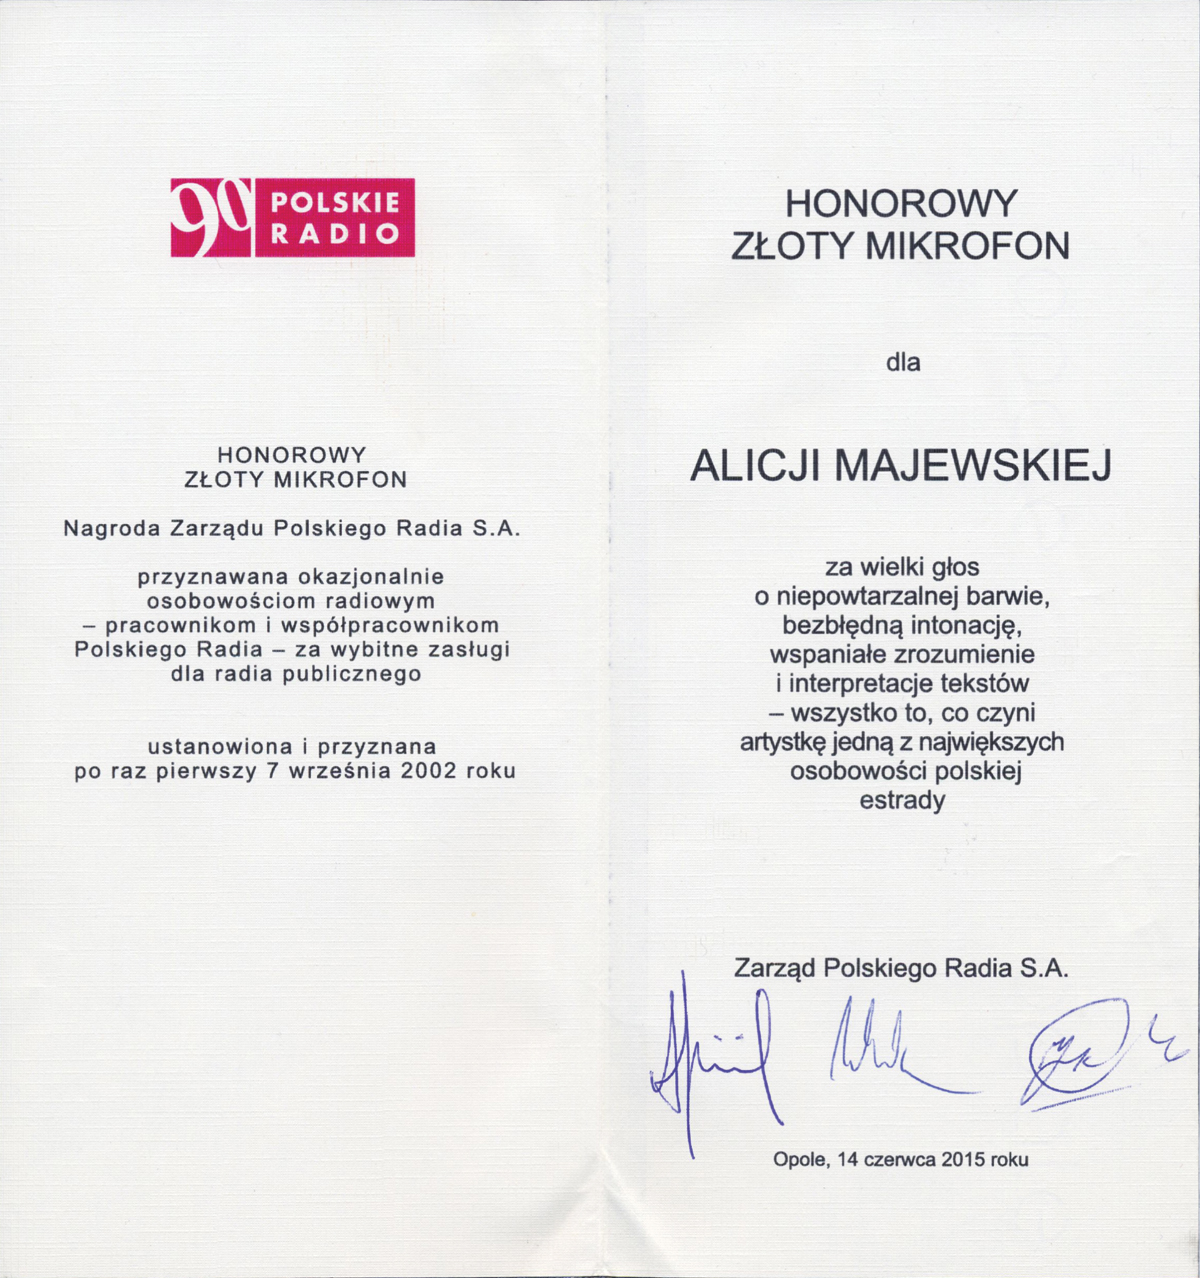 90 POLSKIE
RADIO
HONOROWY
ZŁOTY MIKROFON
Nagroda Zarządu Polskiego Radia S.A.
przyznawana okazjonalnie
osobowościom radiowym
– pracownikom i współpracownikom
Polskiego Radia – za wybitne zasługi
dla radia publicznego
ustanowiona i przyznana
po raz pierwszy 7 września 2002 roku
HONOROWY
ZŁOTY MIKROFON
dla
ALICJI MAJEWSKIEJ
za wielki głos
o niepowtarzalnej barwie,
bezbłędną intonację,
wspaniałe zrozumienie
i interpretacje tekstów
– wszystko to, co czyni
artystkę jedną z największych
osobowości polskiej
estrady
Zarząd Polskiego Radia S.A.
Opole, 14 czerwca 2015 roku